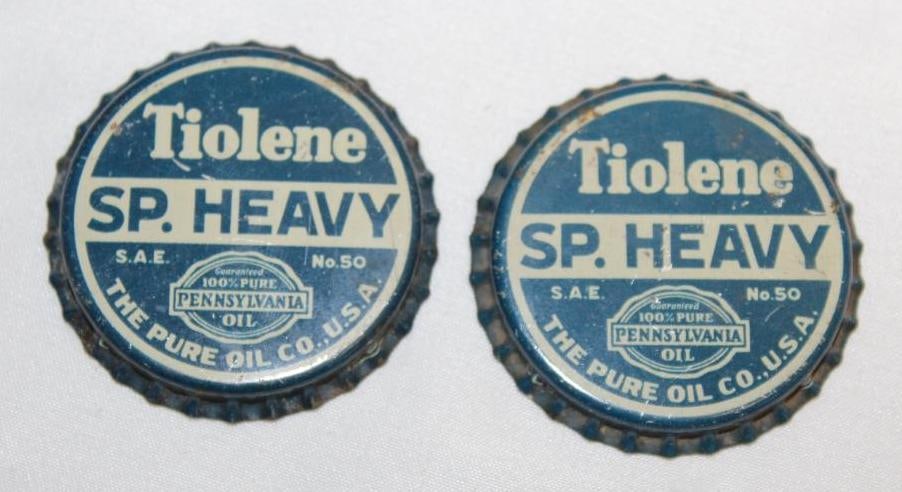 Tiolene
SP. HEAVY
S.A.E. No.50
Guaranteed
100% PURE
PENNSYLVANIA
OIL
THE PURE OIL CO., U.S.A.
Tiolene
SP. HEAVY
S.A.E. No.50
Guaranteed
100% PURE
PENNSYLVANIA
OIL
THE PURE OIL CO., U.S.A.